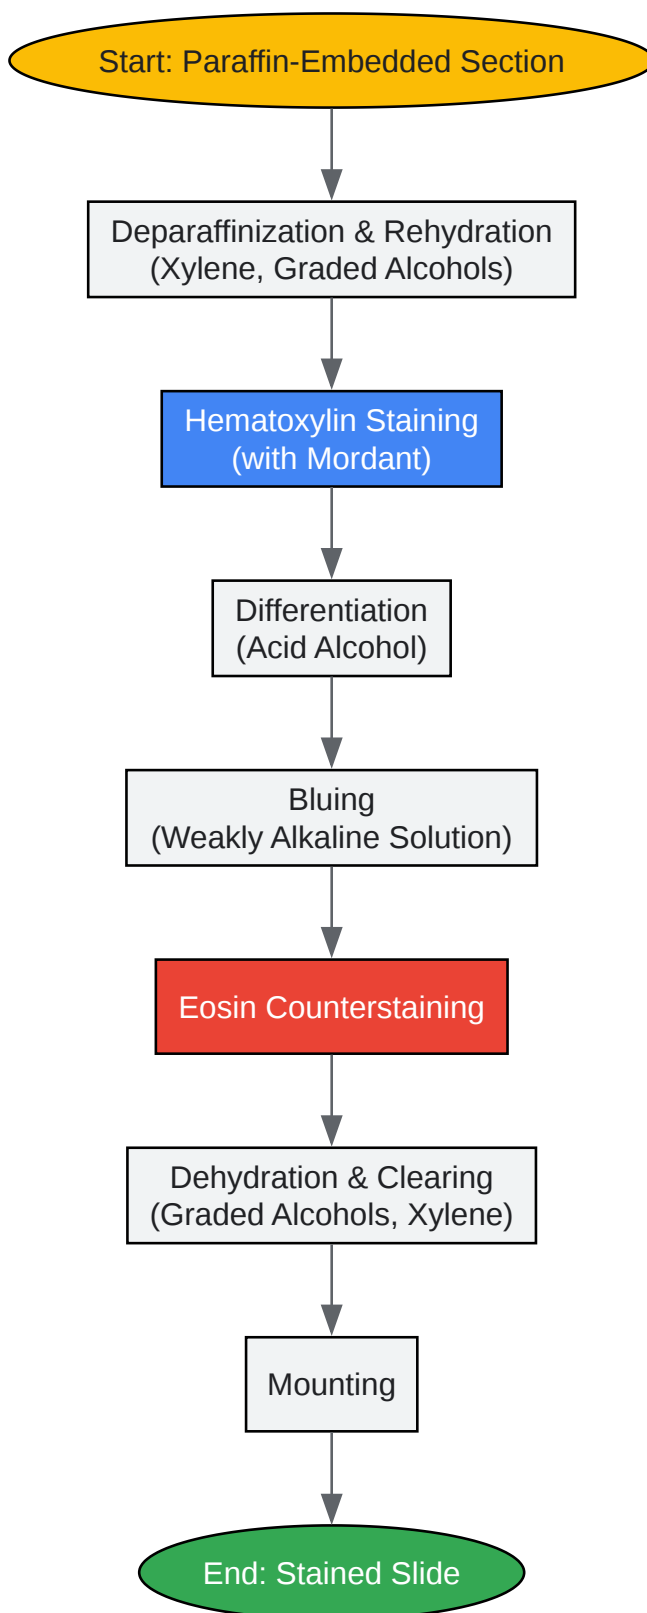 Start: Paraffin-Embedded Section
Deparaffinization & Rehydration
(Xylene, Graded Alcohols)
Hematoxylin Staining
(with Mordant)
Differentiation
(Acid Alcohol)
Bluing
(Weakly Alkaline Solution)
Eosin Counterstaining
Dehydration & Clearing
(Graded Alcohols, Xylene)
Mounting
End: Stained Slide